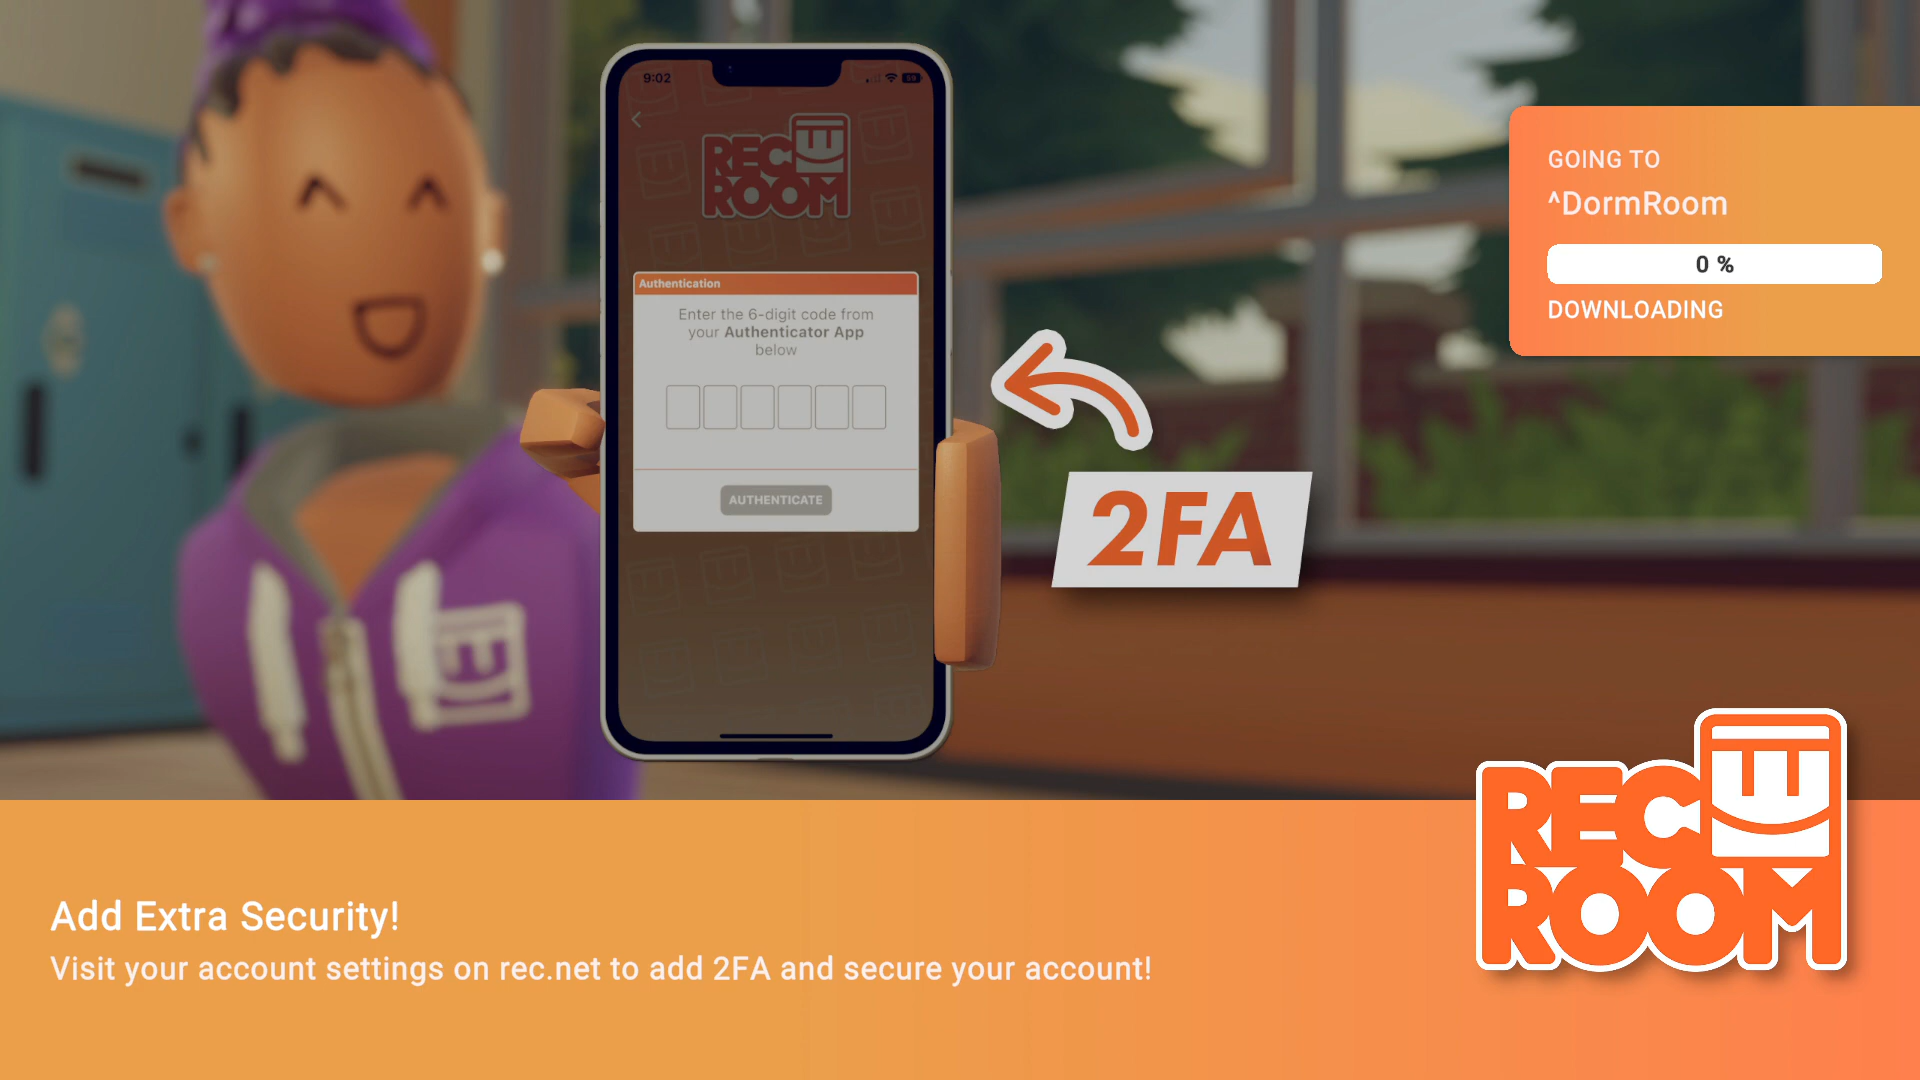 9:02
59
REC
ROOM
Authentication
Enter the 6-digit code from
your Authenticator App
below
AUTHENTICATE
2FA
GOING TO
^DormRoom
0 %
DOWNLOADING
Add Extra Security!
Visit your account settings on rec.net to add 2FA and secure your account!
REC
ROOM